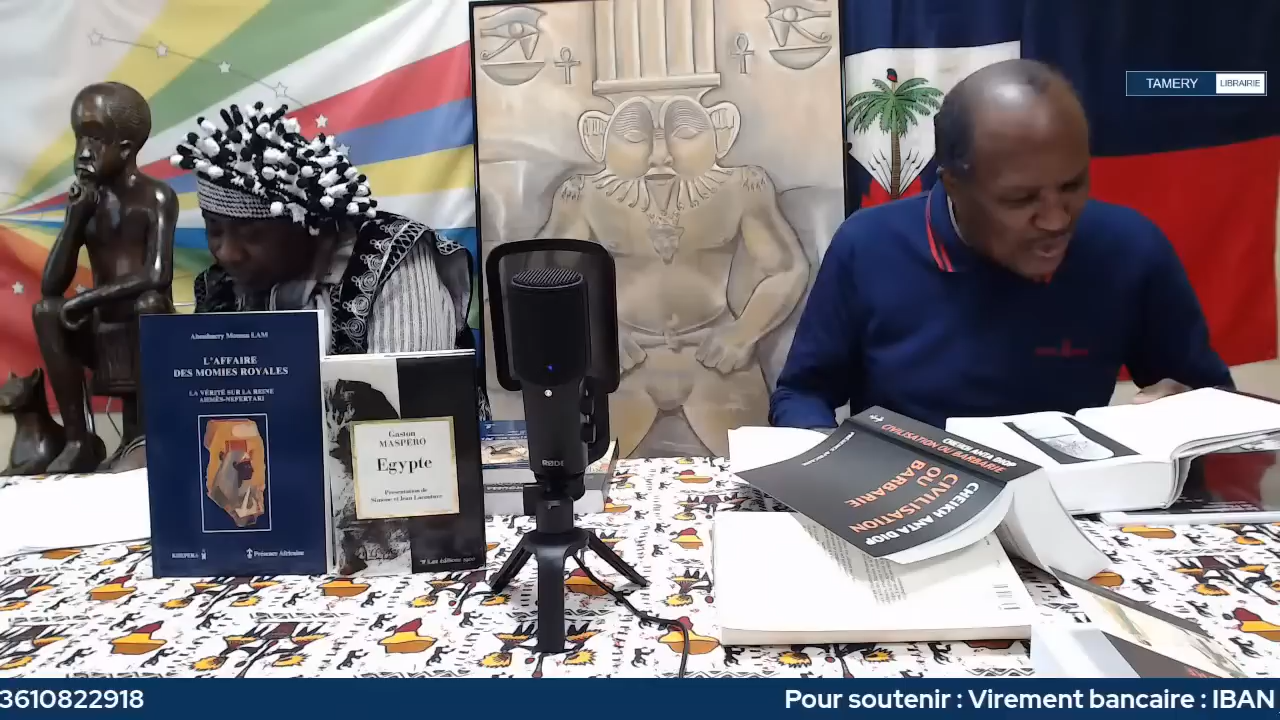 TAMERY LIBRAIRIE
Aboubacry Moussa LAM
L'AFFAIRE
DES MOMIES ROYALES
LA VÉRITÉ SUR LA REINE
AHMÈS-NEFERTARI
KHEPERA
Présence Africaine
Gaston
MASPERO
Egypte
Présentation de
Simonne et Jean Lacouture
RØDE
CHEIKH ANTA DIOP
CIVILISATION OU BARBARIE
CHEIKH ANTA DIOP
CIVILISATION
OU
BARBARIE
3610822918
Pour soutenir : Virement bancaire : IBAN